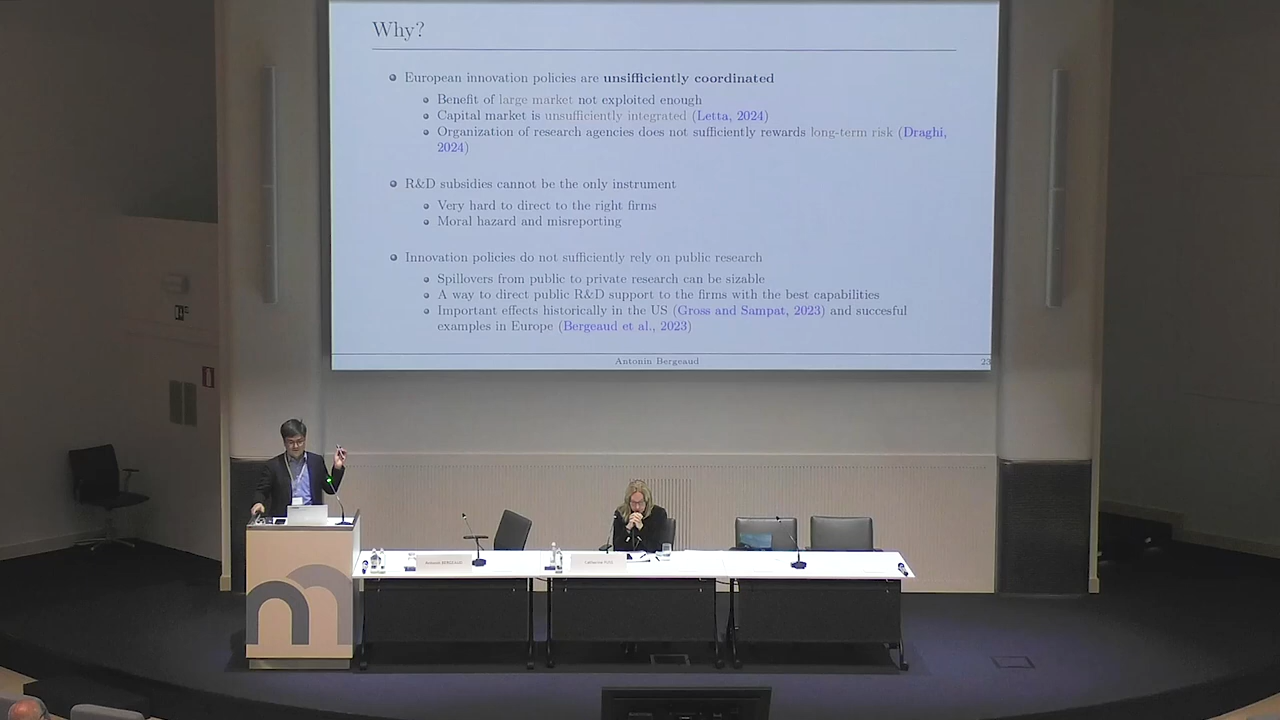 Why?
European innovation policies are unsifficiently coordinated
Benefit of large market not exploited enough
Capital market is unsufficiently integrated (Letta, 2024)
Organization of research agencies does not sufficiently rewards long-term risk (Draghi,
2024)
R&D subsidies cannot be the only instrument
Very hard to direct to the right firms
Moral hazard and misreporting
Innovation policies do not sufficiently rely on public research
Spillovers from public to private research can be sizable
A way to direct public R&D support to the firms with the best capabilities
Important effects historically in the US (Gross and Sampat, 2023) and succesful
examples in Europe (Bergeaud et al., 2023)
Antonin Bergeaud
23
Antonin BERGEAUD